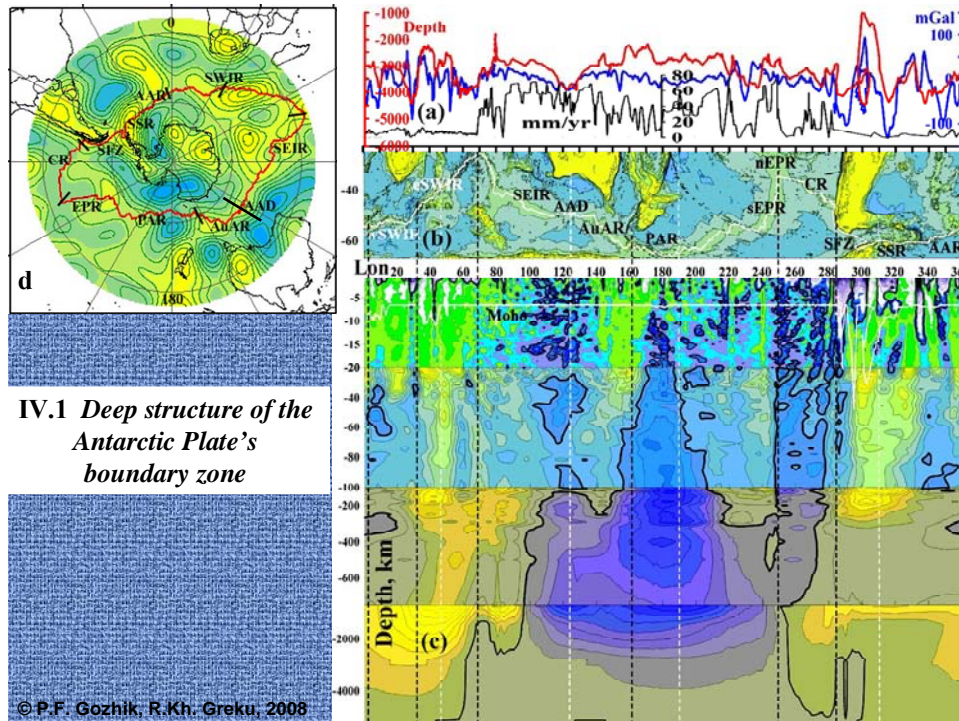 0
SWIR
AAR
SSR
CR
SFZ
SEIR
EPR
PAR
AuAR
AAD
d
180
IV.1 Deep structure of the
Antarctic Plate's
boundary zone
© P.F. Gozhik, R.Kh. Greku, 2008
-1000
Depth
-2000
-3000
-4000
-5000
(a)
mm/yr
80
60
40
20
0
mGal
100
-100
-40
-60
eSWIR
SEIR
AAD
AuAR
PAR
nEPR
sEPR
CR
SFZ
SSR
AAR
(b)
Lon
20 40 60 80 100 120 140 160 180 200 220 240 260 280 300 320 340
-5
Moho
-10
-15
-20
-40
-60
-80
-100
-200
-400
-600
-2000
-4000
Depth, km
(c)